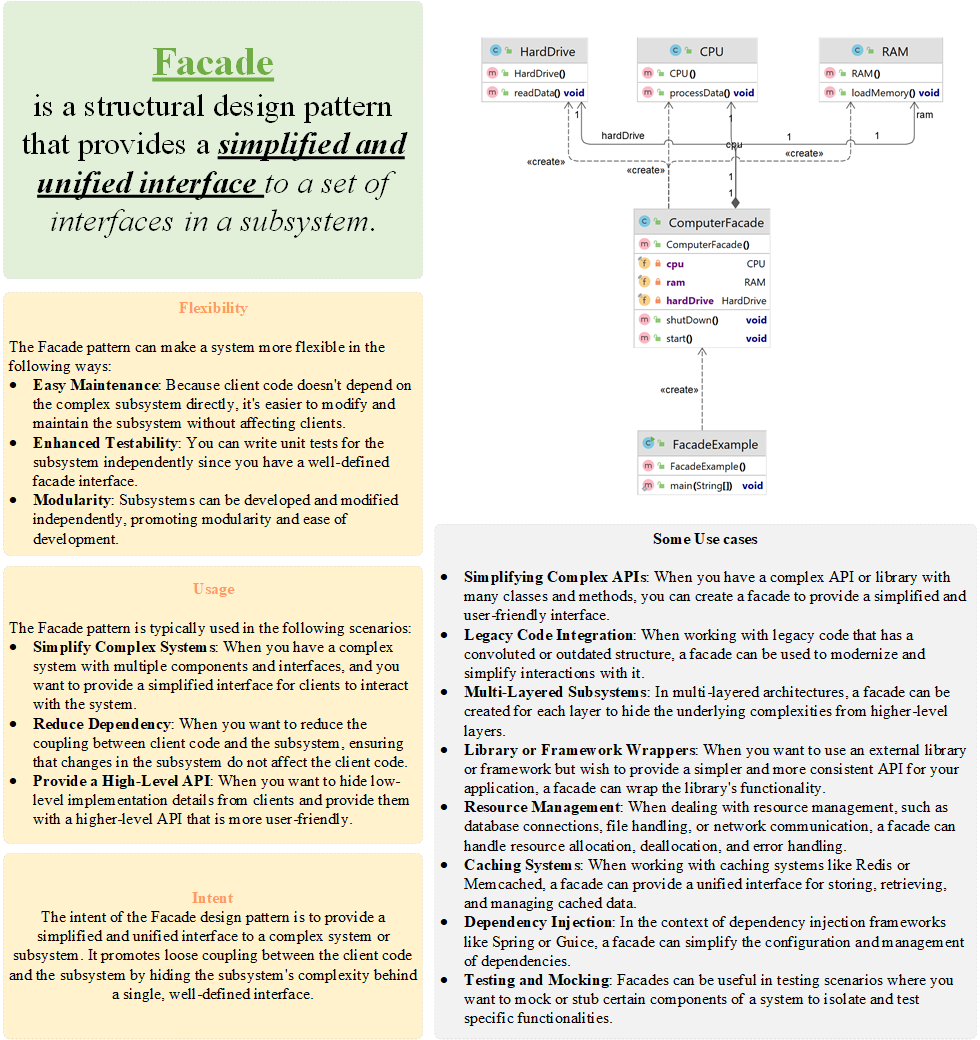 Facade
is a structural design pattern
that provides a simplified and
unified interface to a set of
interfaces in a subsystem.
Flexibility
The Facade pattern can make a system more flexible in the
following ways:
• Easy Maintenance: Because client code doesn't depend on
the complex subsystem directly, it's easier to modify and
maintain the subsystem without affecting clients.
• Enhanced Testability: You can write unit tests for the
subsystem independently since you have a well-defined
facade interface.
• Modularity: Subsystems can be developed and modified
independently, promoting modularity and ease of
development.
Usage
The Facade pattern is typically used in the following scenarios:
• Simplify Complex Systems: When you have a complex
system with multiple components and interfaces, and you
want to provide a simplified interface for clients to interact
with the system.
• Reduce Dependency: When you want to reduce the
coupling between client code and the subsystem, ensuring
that changes in the subsystem do not affect the client code.
• Provide a High-Level API: When you want to hide low-
level implementation details from clients and provide them
with a higher-level API that is more user-friendly.
Intent
The intent of the Facade design pattern is to provide a
simplified and unified interface to a complex system or
subsystem. It promotes loose coupling between the client code
and the subsystem by hiding the subsystem's complexity behind
a single, well-defined interface.
C HardDrive
m HardDrive()
m readData() void
C CPU
m CPU()
m processData() void
C RAM
m RAM()
m loadMemory() void
1
1
ram
hardDrive
cpu
1
1
«create»
«create»
«create»
1
1
C ComputerFacade
m ComputerFacade()
f cpu CPU
f ram RAM
f hardDrive HardDrive
m shutDown() void
m start() void
«create»
C FacadeExample
m FacadeExample()
m main(String[]) void
Some Use cases
• Simplifying Complex APIs: When you have a complex API or library with
many classes and methods, you can create a facade to provide a simplified and
user-friendly interface.
• Legacy Code Integration: When working with legacy code that has a
convoluted or outdated structure, a facade can be used to modernize and
simplify interactions with it.
• Multi-Layered Subsystems: In multi-layered architectures, a facade can be
created for each layer to hide the underlying complexities from higher-level
layers.
• Library or Framework Wrappers: When you want to use an external library
or framework but wish to provide a simpler and more consistent API for your
application, a facade can wrap the library's functionality.
• Resource Management: When dealing with resource management, such as
database connections, file handling, or network communication, a facade can
handle resource allocation, deallocation, and error handling.
• Caching Systems: When working with caching systems like Redis or
Memcached, a facade can provide a unified interface for storing, retrieving,
and managing cached data.
• Dependency Injection: In the context of dependency injection frameworks
like Spring or Guice, a facade can simplify the configuration and management
of dependencies.
• Testing and Mocking: Facades can be useful in testing scenarios where you
want to mock or stub certain components of a system to isolate and test
specific functionalities.